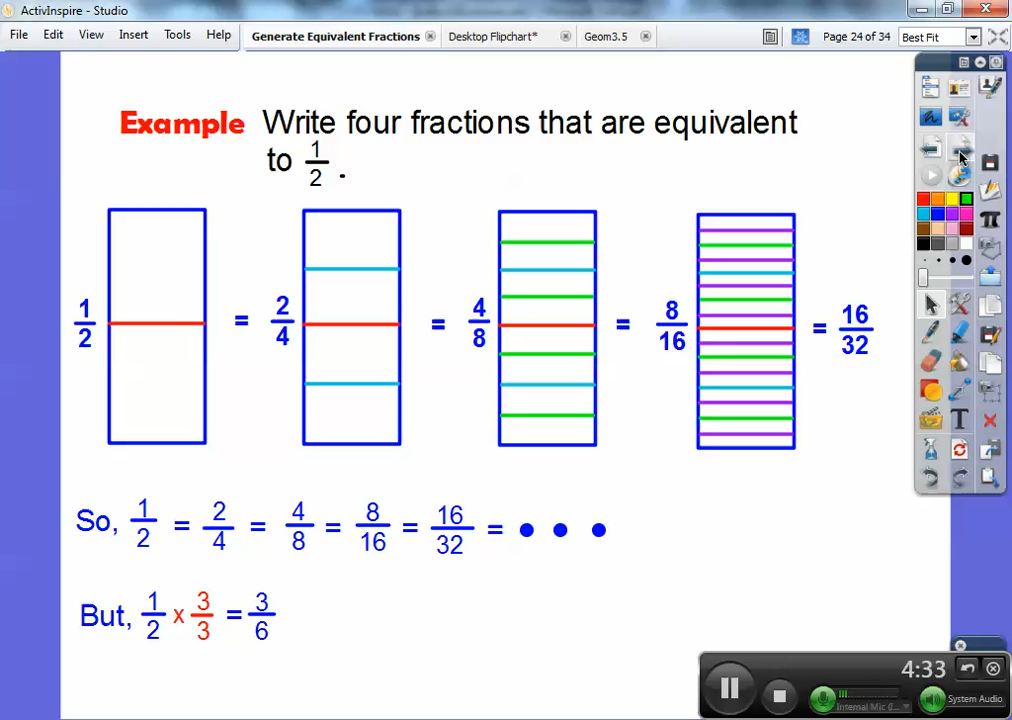 ActivInspire - Studio
File Edit View Insert Tools Help
Generate Equivalent Fractions Desktop Flipchart* Geom3.5 Page 24 of 34 Best Fit
Example Write four fractions that are equivalent
to 1/2 .
1/2 = 2/4 = 4/8 = 8/16 = 16/32
So, 1/2 = 2/4 = 4/8 = 8/16 = 16/32 = • • •
But, 1/2 x 3/3 = 3/6
4:33
Internal Mic (I... System Audio